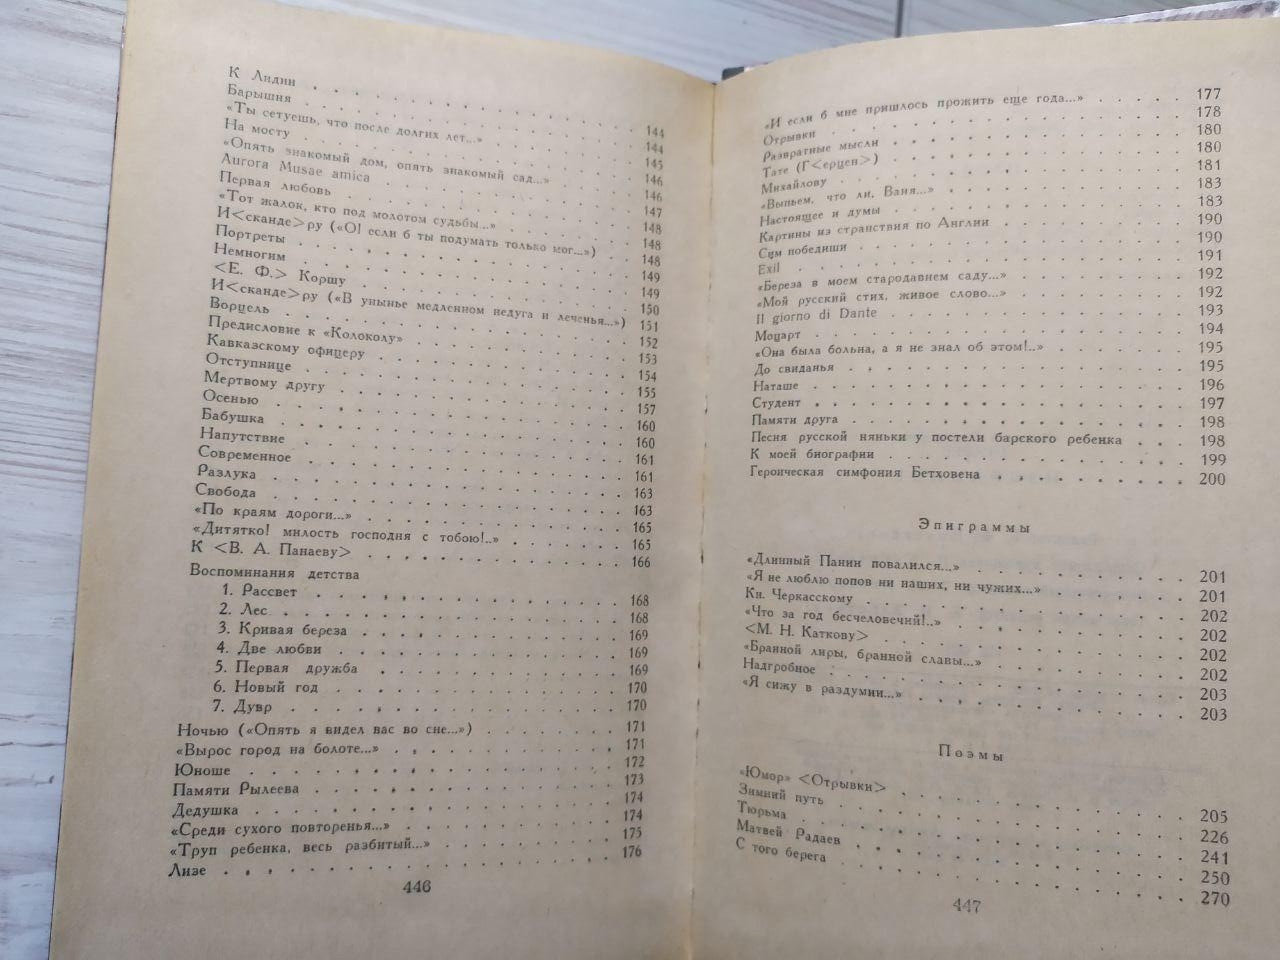 К Лидии 144
Барышня 144
«Ты сетуешь, что после долгих лет...» 145
На мосту 146
«Опять знакомый дом, опять знакомый сад...» 146
Aurora Musae amica 147
Первая любовь 148
«Тот жалок, кто под молотом судьбы...» 148
И<сканде>ру («О! если б ты подумать только мог...») 148
Портреты 149
Немногим 149
<Е. Ф.> Коршу 150
И<сканде>ру («В унынье медленном недуга и леченья...») 151
Ворцель 152
Предисловие к «Колоколу» 153
Кавказскому офицеру 154
Отступнице 155
Мертвому другу 157
Осенью 160
Бабушка 160
Напутствие 161
Современное 161
Разлука 163
Свобода 163
«По краям дороги...» 165
«Дитятко! милость господня с тобою!..» 165
К <В. А. Панаеву> 166
Воспоминания детства
1. Рассвет 168
2. Лес 168
3. Кривая береза 169
4. Две любви 169
5. Первая дружба 169
6. Новый год 170
7. Дувр 170
Ночью («Опять я видел вас во сне...») 171
«Вырос город на болоте...» 171
Юноше 172
Памяти Рылеева 173
Дедушка 174
«Среди сухого повторенья...» 174
«Труп ребенка, весь разбитый...» 175
Лизе 176
446
«И если б мне пришлось прожить еще года...» 177
Отрывки 178
Развратные мысли 180
Тате (Г<ерцен>) 180
Михайлову 181
«Выпьем, что ли, Ваня...» 183
Настоящее и думы 183
Картины из странствия по Англии 190
Сим победиши 190
Exil 191
«Береза в моем стародавнем саду...» 192
«Мой русский стих, живое слово...» 192
Il giorno di Dante 193
Моцарт 194
«Она была больна, а я не знал об этом!..» 195
До свиданья 195
Наташе 196
Студент 197
Памяти друга 198
Песня русской няньки у постели барского ребенка 198
К моей биографии 199
Героическая симфония Бетховена 200
Эпиграммы
«Длинный Панин повалился...» 201
«Я не люблю попов ни наших, ни чужих...» 201
Кн. Черкасскому 202
«Что за год бесчеловечий!..» 202
<М. Н. Каткову> 202
«Бранной лиры, бранной славы...» 202
Надгробное 203
«Я сижу в раздумии...» 203
Поэмы
«Юмор» <Отрывки> 205
Зимний путь 226
Тюрьма 241
Матвей Радаев 250
С того берега 270
447